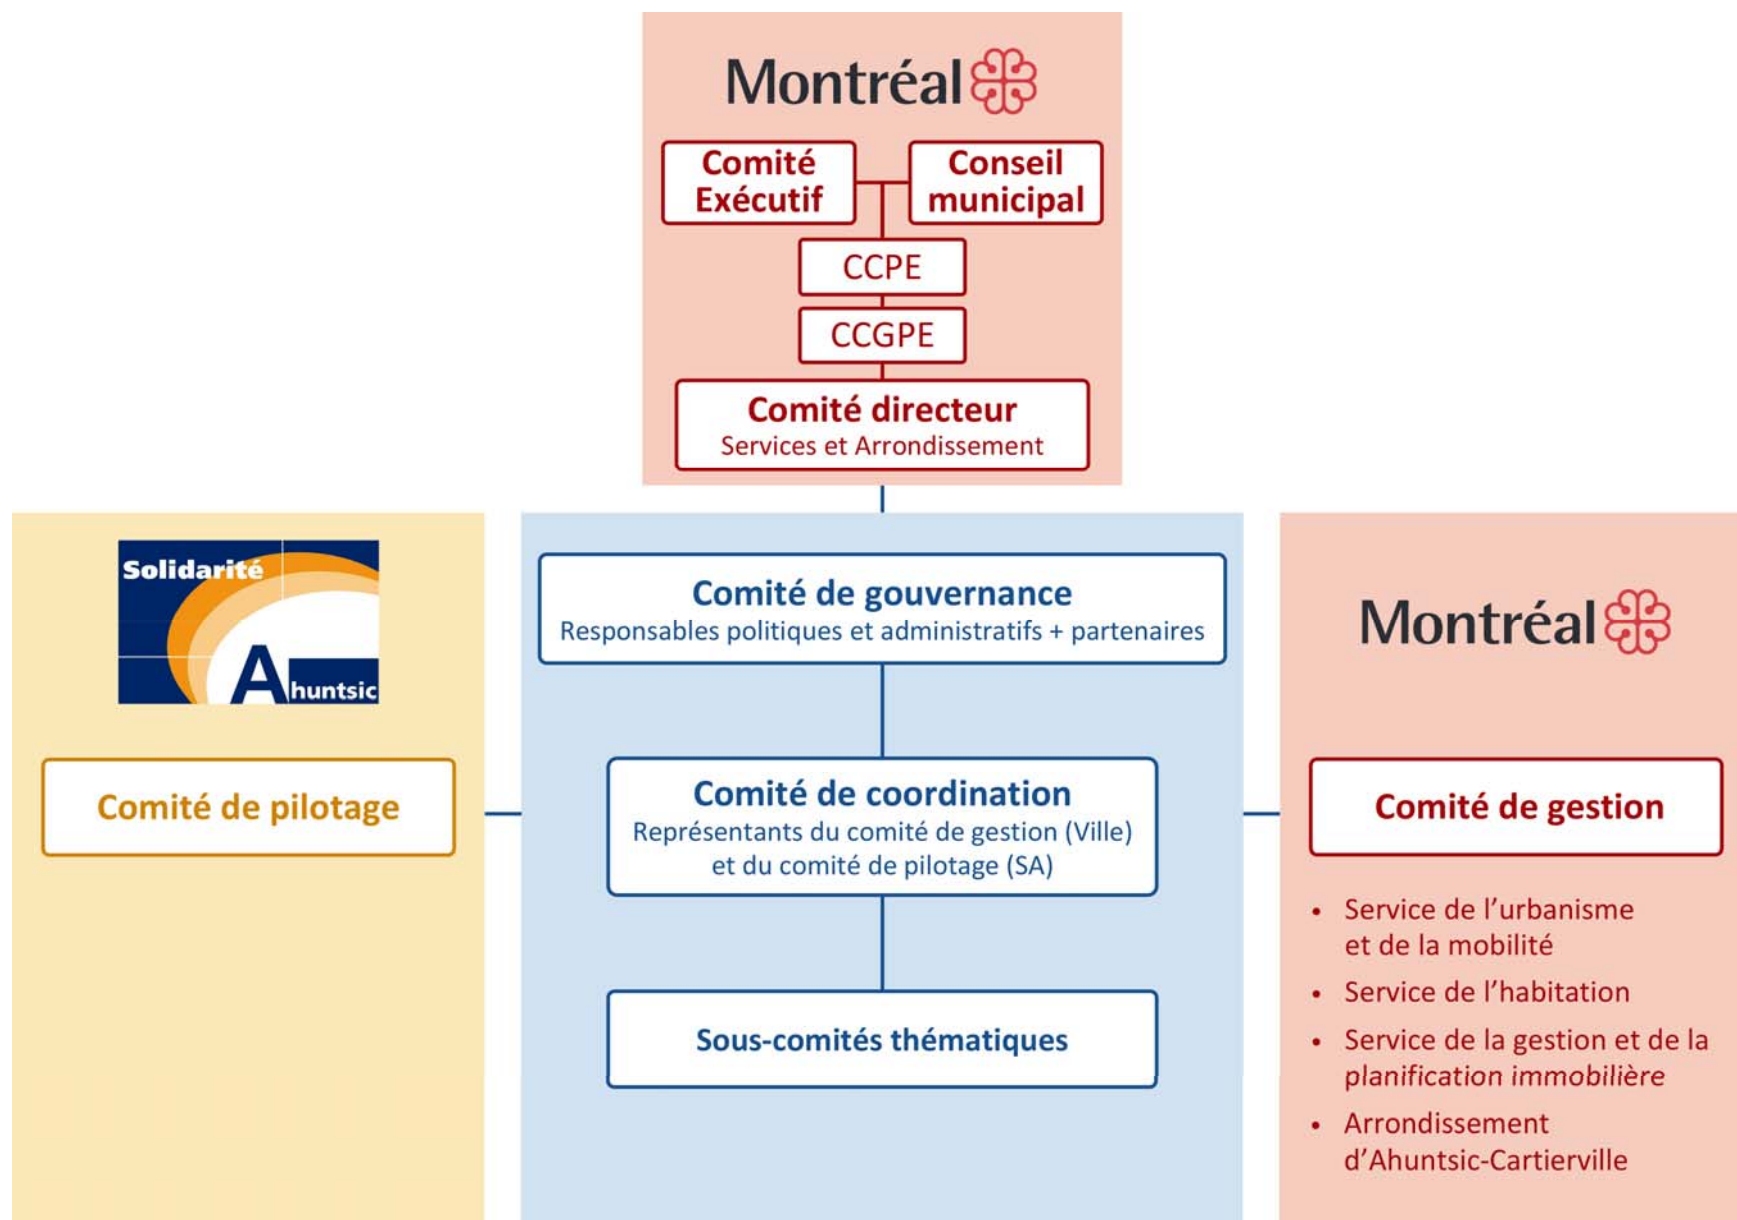 Montréal
Comité
Exécutif
Conseil
municipal
CCPE
CCGPE
Comité directeur
Services et Arrondissement
Solidarité
Ahuntsic
Comité de pilotage
Comité de gouvernance
Responsables politiques et administratifs + partenaires
Comité de coordination
Représentants du comité de gestion (Ville)
et du comité de pilotage (SA)
Sous-comités thématiques
Montréal
Comité de gestion
• Service de l’urbanisme
et de la mobilité
• Service de l’habitation
• Service de la gestion et de la
planification immobilière
• Arrondissement
d’Ahuntsic-Cartierville